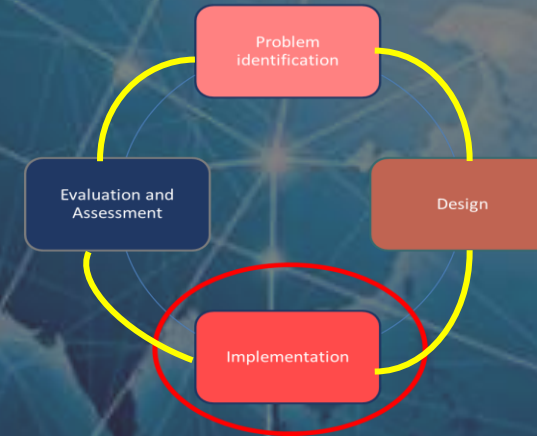 Problem
identification
Evaluation and
Assessment
Design
Implementation